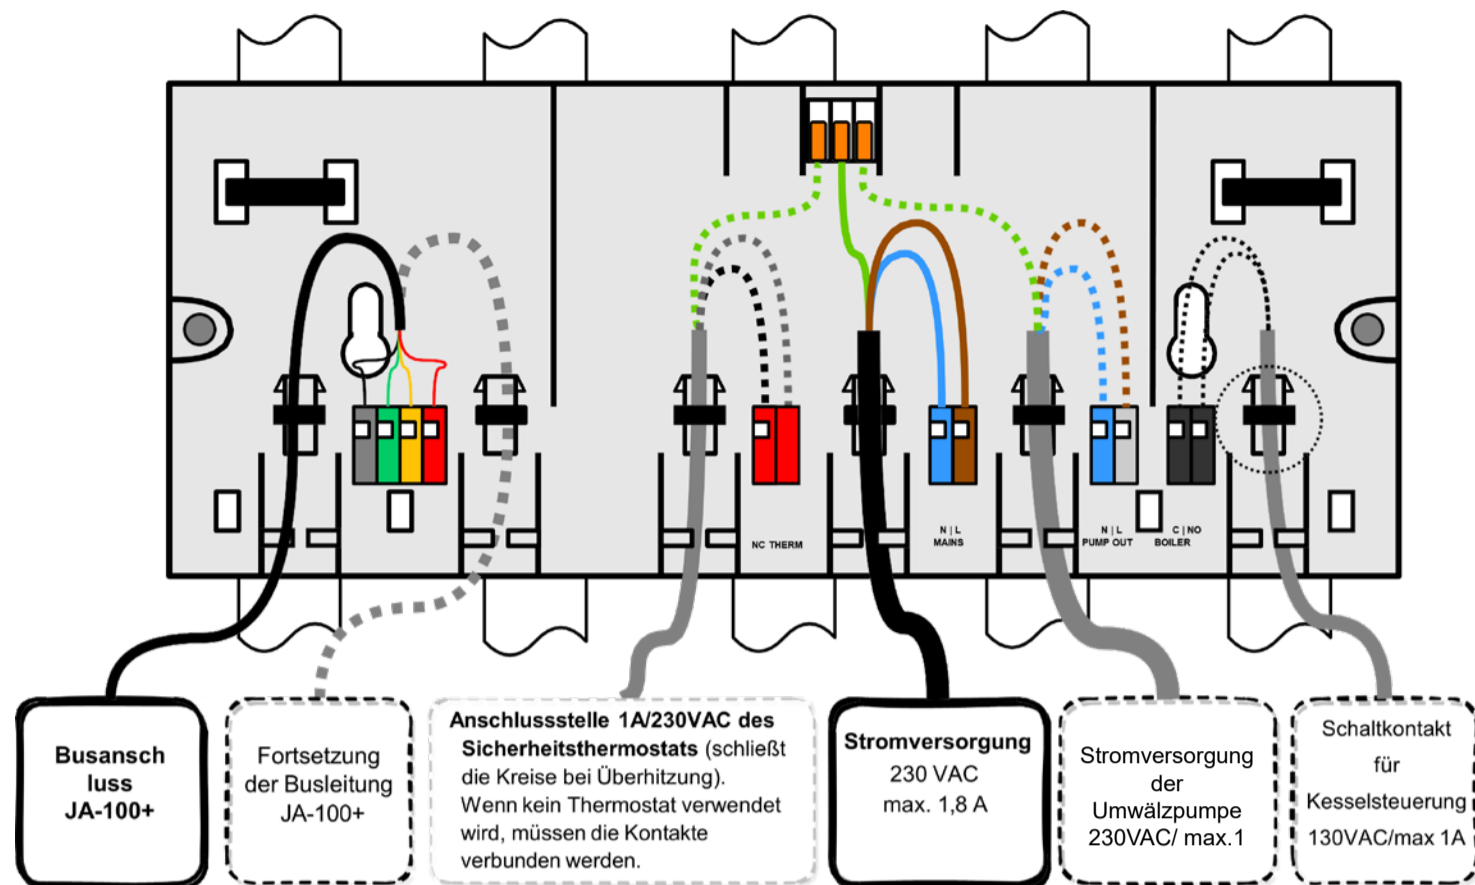 NC THERM
N | L
MAINS
N | L
PUMP OUT
C | NO
BOILER
Busansch
luss
JA-100+
Fortsetzung
der Busleitung
JA-100+
Anschlussstelle 1A/230VAC des
Sicherheitsthermostats (schließt
die Kreise bei Überhitzung).
Wenn kein Thermostat verwendet
wird, müssen die Kontakte
verbunden werden.
Stromversorgung
230 VAC
max. 1,8 A
Stromversorgung
der
Umwälzpumpe
230VAC/ max.1
Schaltkontakt
für
Kesselsteuerung
130VAC/max 1A